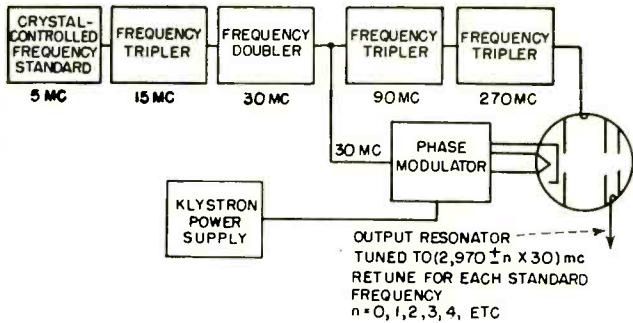 CRYSTAL-
CONTROLLED
FREQUENCY
STANDARD
5 MC
FREQUENCY
TRIPLER
15 MC
FREQUENCY
DOUBLER
30 MC
FREQUENCY
TRIPLER
90 MC
FREQUENCY
TRIPLER
270 MC
30 MC
PHASE
MODULATOR
KLYSTRON
POWER
SUPPLY
OUTPUT RESONATOR
TUNED TO (2,970 ± n X 30) mc
RETUNE FOR EACH STANDARD
FREQUENCY
n = 0, 1, 2, 3, 4, ETC